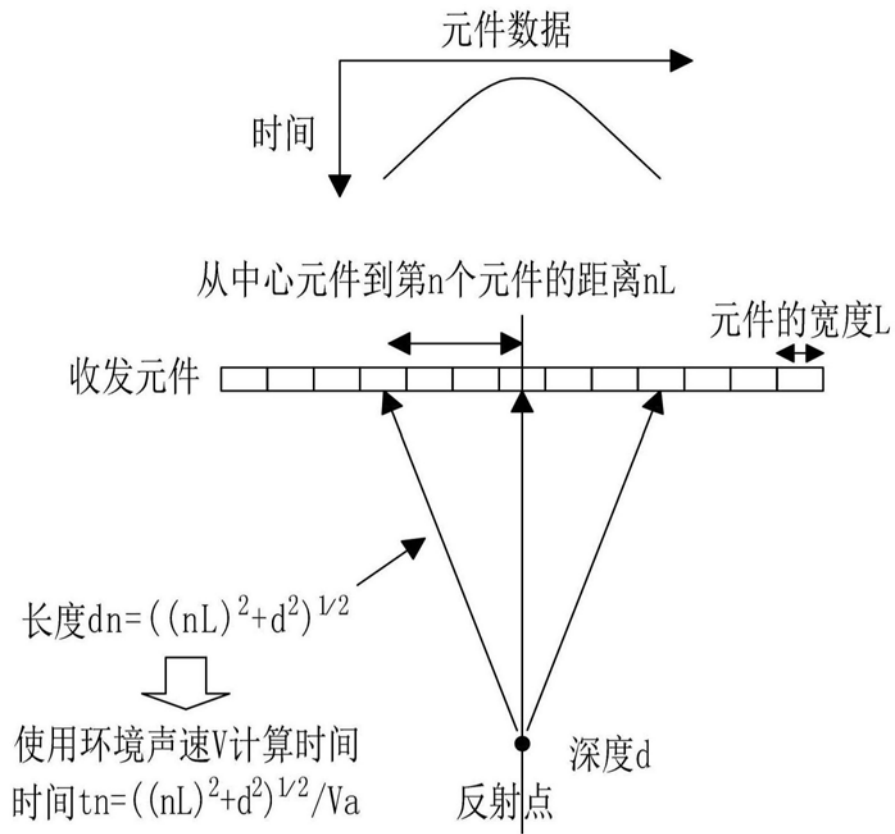 元件数据
时间
从中心元件到第n个元件的距离nL
元件的宽度L
收发元件
长度dn=((nL)²+d²)¹/²
使用环境声速V计算时间
时间tn=((nL)²+d²)¹/²/Va
深度d
反射点